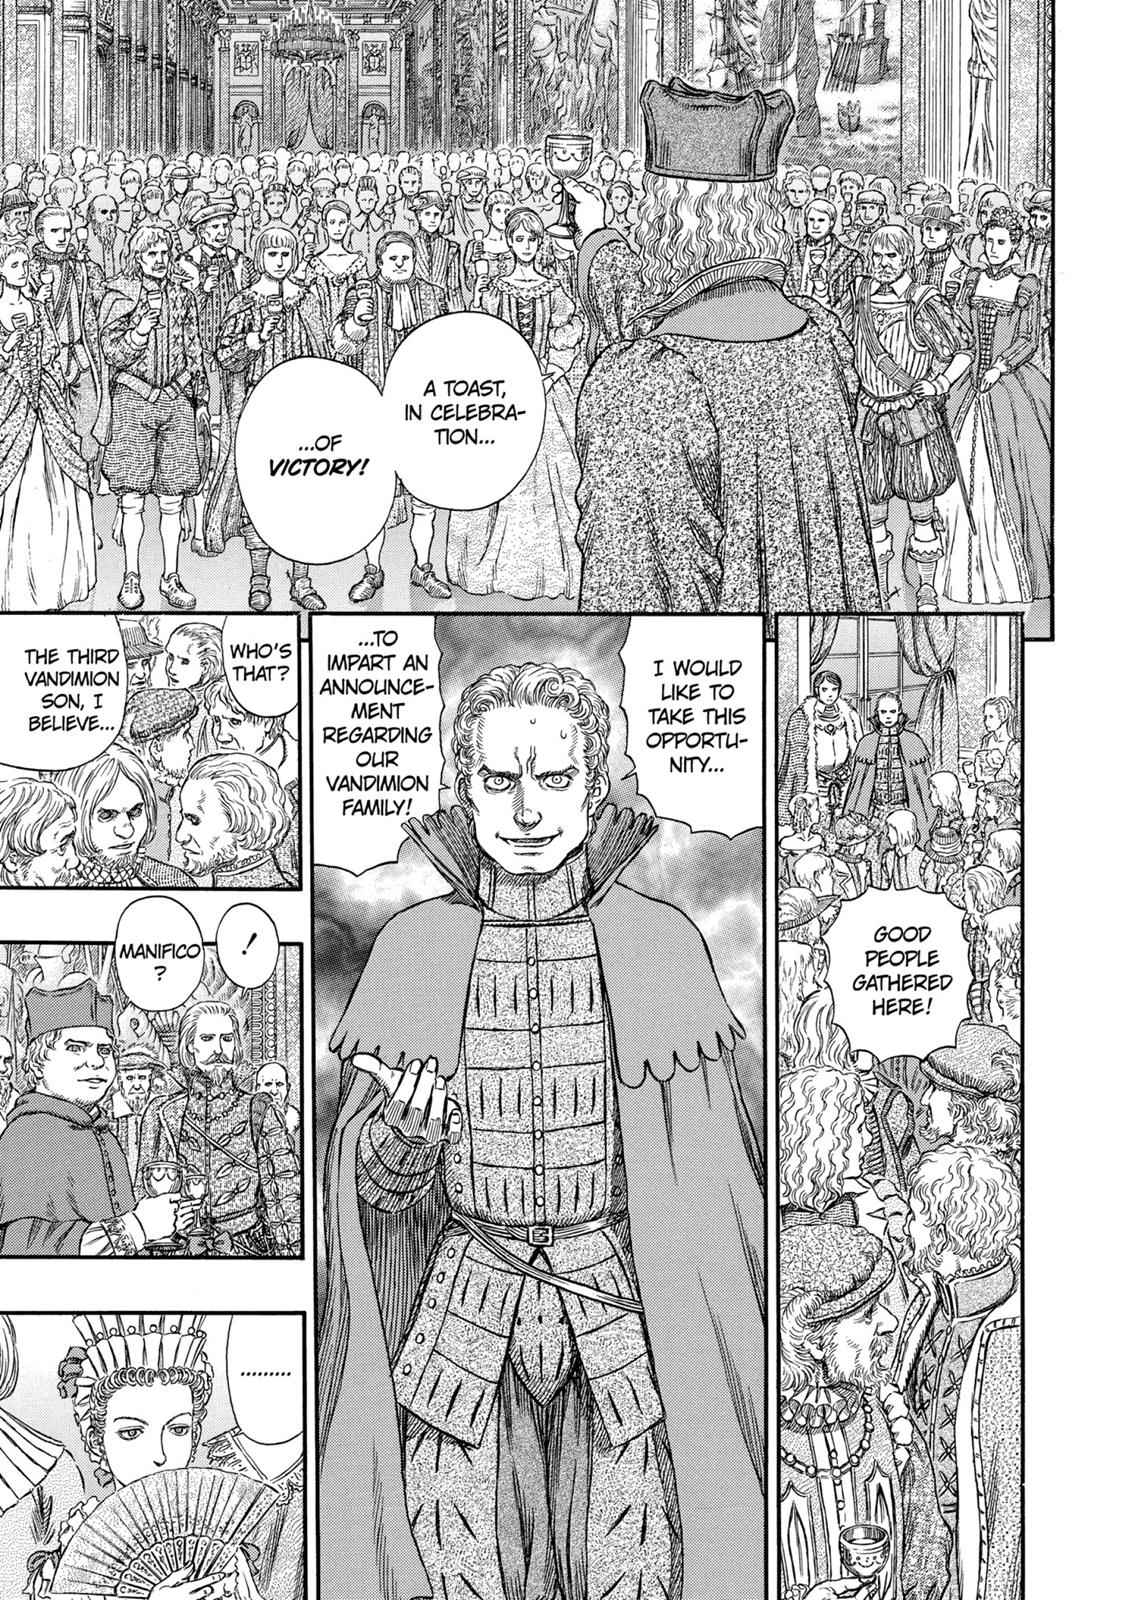 A TOAST,
IN CELEBRA-
TION...
...OF
VICTORY!
GOOD
PEOPLE
GATHERED
HERE!
I WOULD
LIKE TO
TAKE THIS
OPPORTU-
NITY...
...TO
IMPART AN
ANNOUNCE-
MENT
REGARDING
OUR
VANDIMION
FAMILY!
WHO'S
THAT?
THE THIRD
VANDIMION
SON, I
BELIEVE...
!
MANIFICO
?
..........